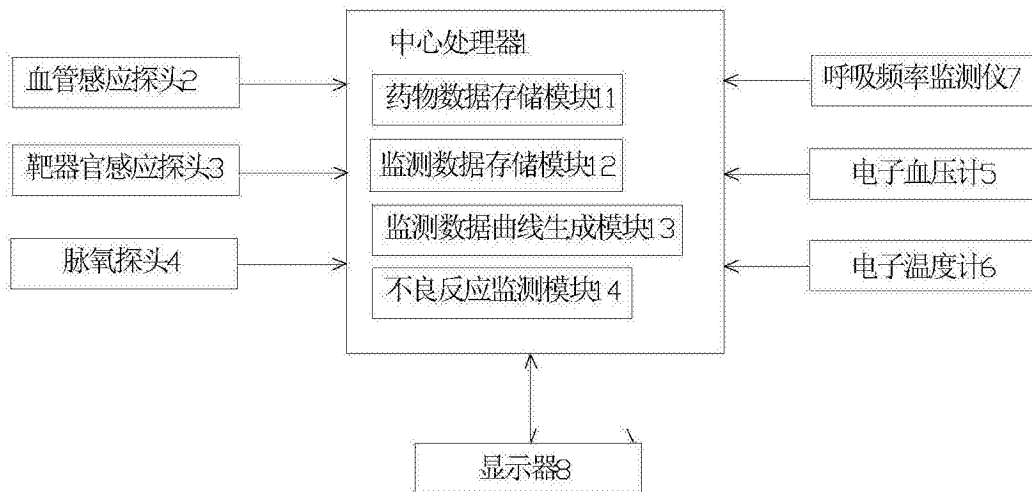 中心处理器1
血管感应探头2
药物数据存储模块11
呼吸频率监测仪7
靶器官感应探头3
监测数据存储模块12
电子血压计5
监测数据曲线生成模块13
脉氧探头4
不良反应监测模块14
电子温度计6
显示器8